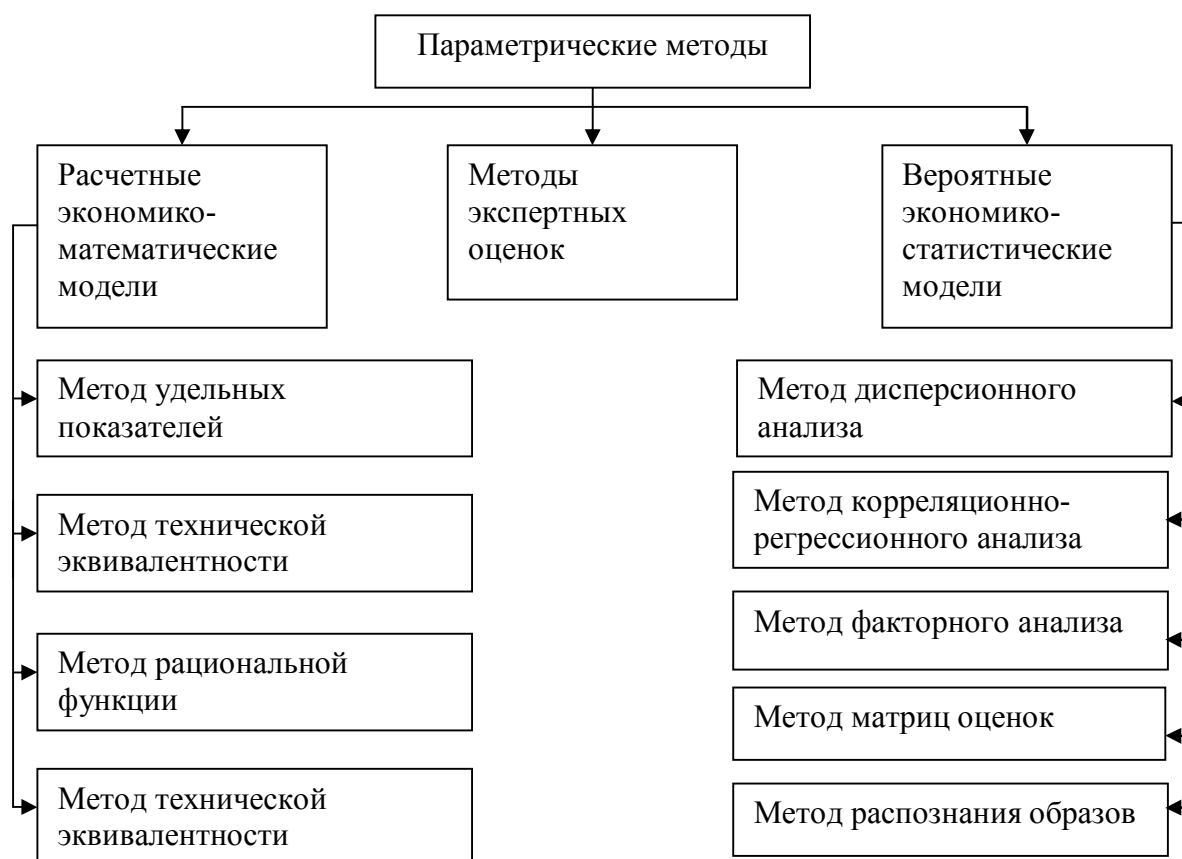 Параметрические методы
Расчетные
экономико-
математические
модели
Методы
экспертных
оценок
Вероятные
экономико-
статистические
модели
Метод удельных
показателей
Метод технической
эквивалентности
Метод рациональной
функции
Метод технической
эквивалентности
Метод дисперсионного
анализа
Метод корреляционно-
регрессионного анализа
Метод факторного анализа
Метод матриц оценок
Метод распознания образов